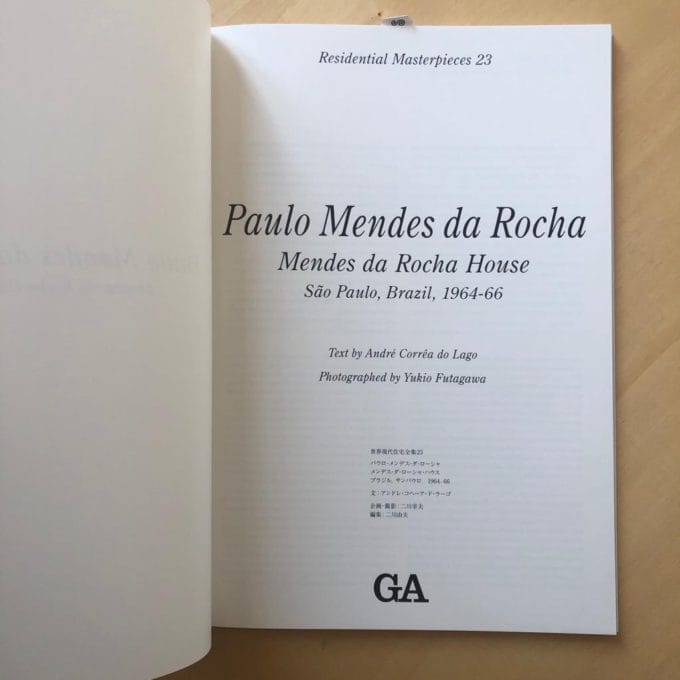 Residential Masterpieces 23
Paulo Mendes da Rocha
Mendes da Rocha House
São Paulo, Brazil, 1964-66
Text by André Corrêa do Lago
Photographed by Yukio Futagawa
世界現代住宅全集23
パウロ・メンデス・ダ・ローシャ
メンデス・ダ・ローシャ・ハウス
ブラジル, サンパウロ 1964-66
文:アンドレ・コヘーア・ド・ラーゴ
企画・撮影:二川幸夫
編集:二川由夫
GA